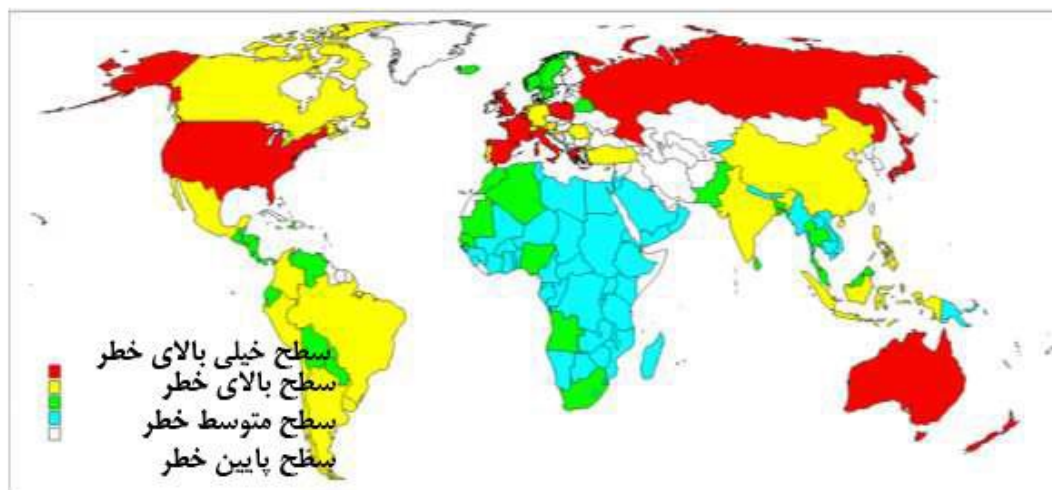 سطح خیلی بالای خطر
سطح بالای خطر
سطح متوسط خطر
سطح پایین خطر